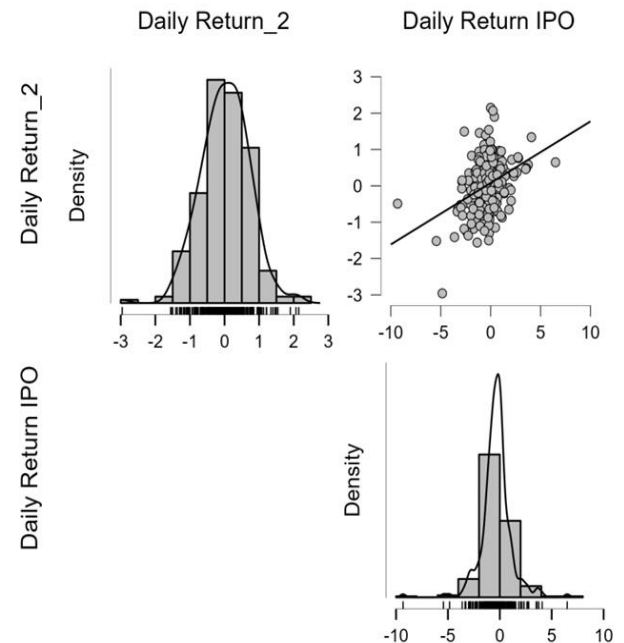 Daily Return_2 Daily Return IPO
Daily Return_2
Density
3
2
1
0
-1
-2
-3
-3 -2 -1 0 1 2 3
-10 -5 0 5 10
Daily Return IPO
Density
-10 -5 0 5 10